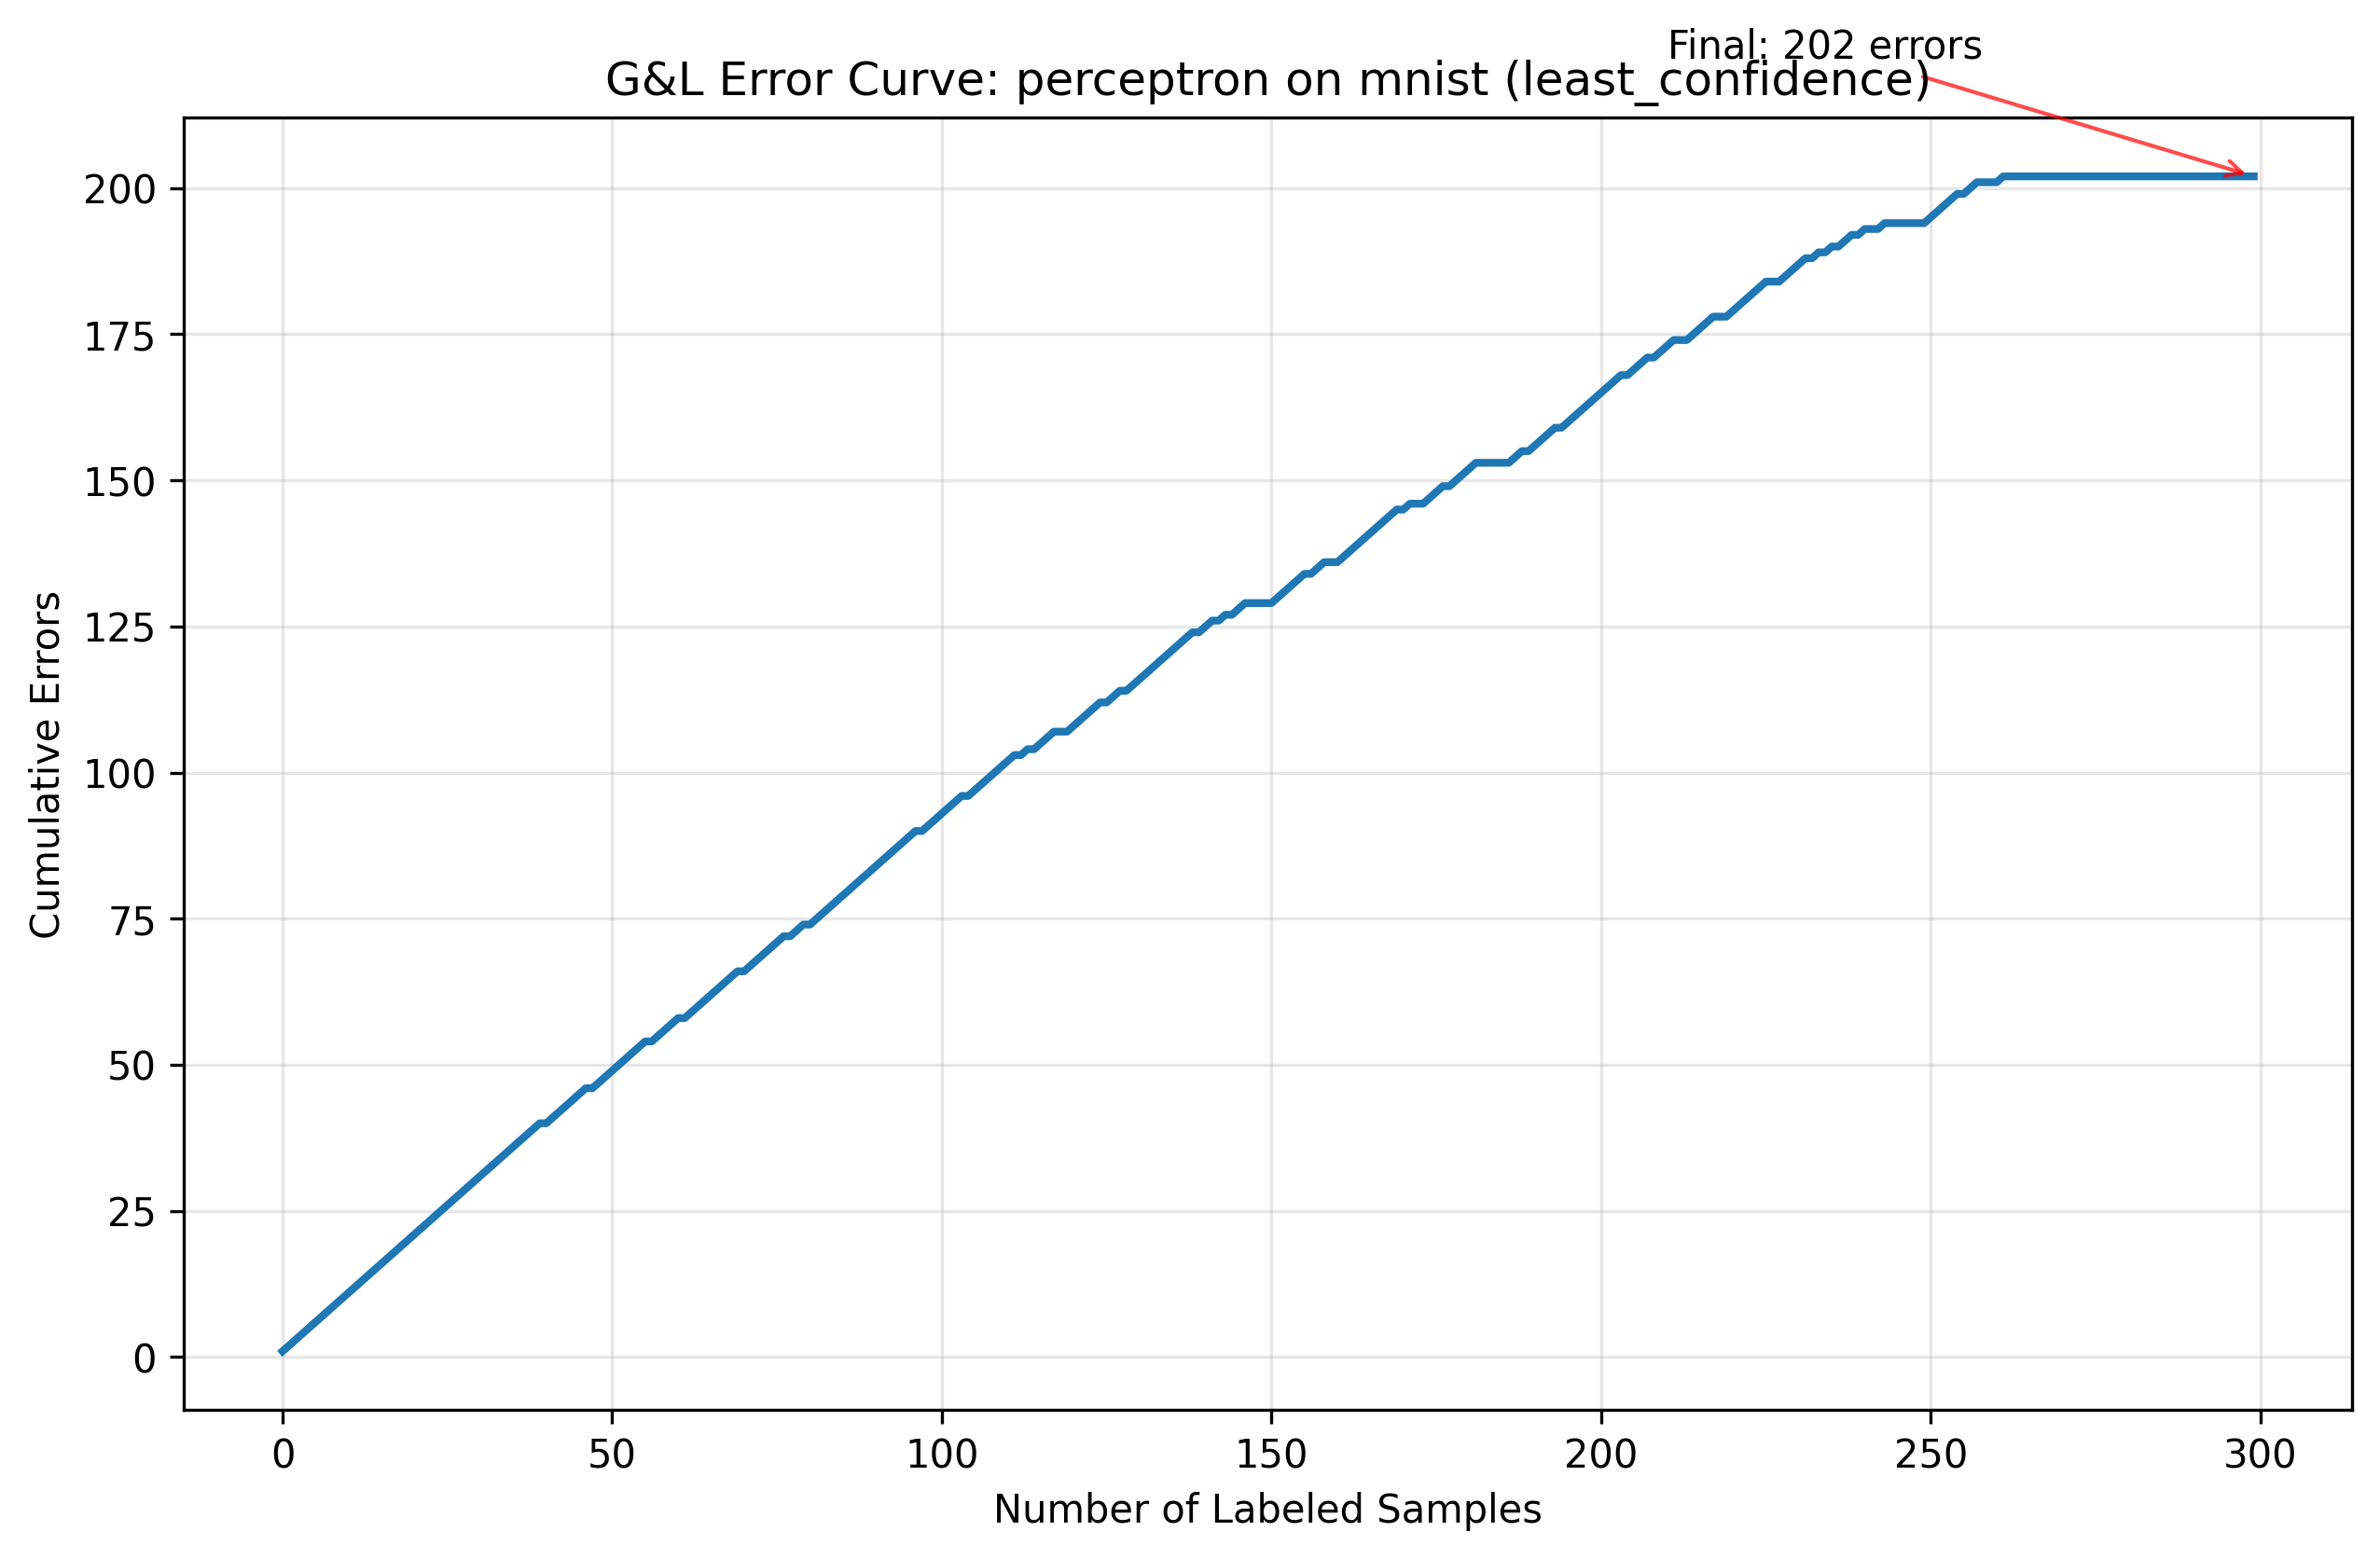 Final: 202 errors
G&L Error Curve: perceptron on mnist (least_confidence)
200
175
150
125
100
75
50
25
0
Cumulative Errors
0 50 100 150 200 250 300
Number of Labeled Samples